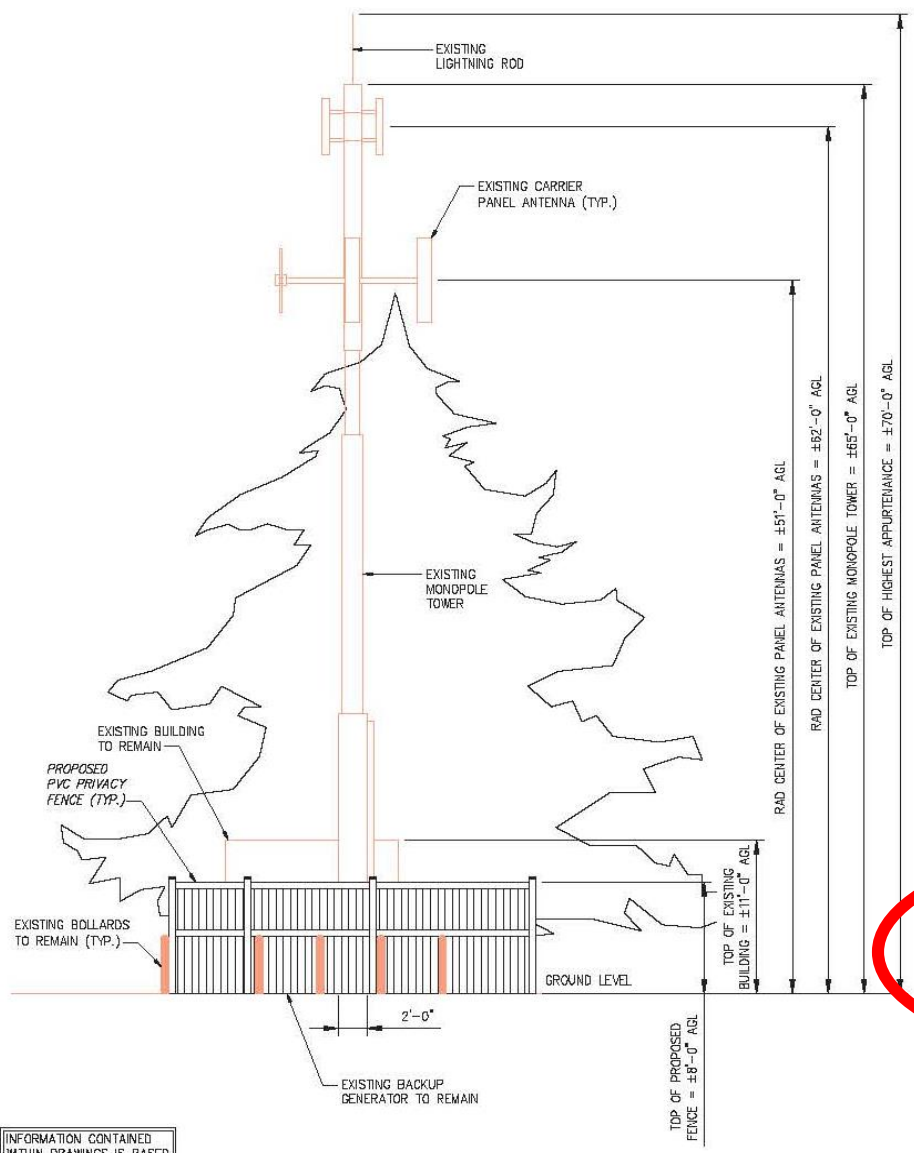 EXISTING
LIGHTNING ROD
EXISTING CARRIER
PANEL ANTENNA (TYP.)
EXISTING
MONOPOLE
TOWER
EXISTING BUILDING
TO REMAIN
PROPOSED
PVC PRIVACY
FENCE (TYP.)
EXISTING BOLLARDS
TO REMAIN (TYP.)
GROUND LEVEL
2'-0"
EXISTING BACKUP
GENERATOR TO REMAIN
TOP OF PROPOSED
FENCE = ±8'-0" AGL
TOP OF EXISTING
BUILDING = ±11'-0" AGL
RAD CENTER OF EXISTING PANEL ANTENNAS = ±51'-0" AGL
RAD CENTER OF EXISTING PANEL ANTENNAS = ±62'-0" AGL
TOP OF EXISTING MONOPOLE TOWER = ±65'-0" AGL
TOP OF HIGHEST APPURTENANCE = ±70'-0" AGL
INFORMATION CONTAINED
WITHIN DRAWINGS IS BASED